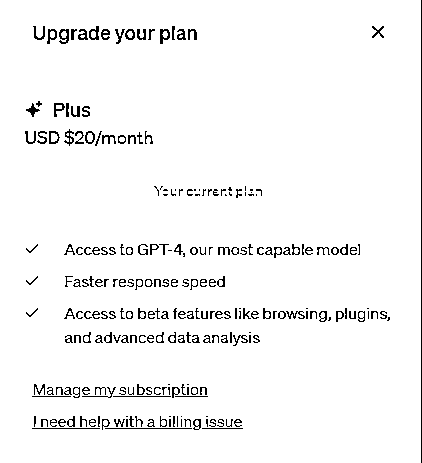 Upgrade your plan
Plus
USD $20/month
Your current plan
Access to GPT-4, our most capable model
Faster response speed
Access to beta features like browsing, plugins,
and advanced data analysis
Manage my subscription
I need help with a billing issue